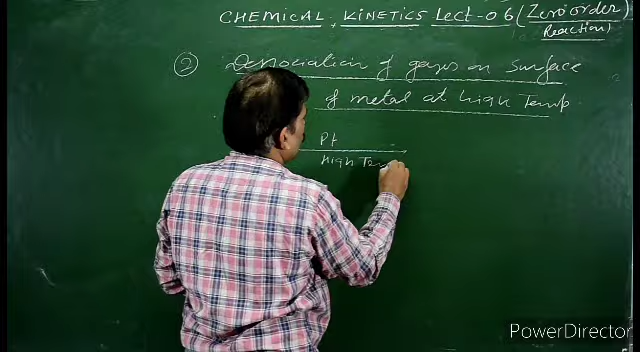 CHEMICAL, KINETICS Lect-06 (Zero order
Reaction)
② Dissociation of gases on Surface
of metal at high Temp
Pt
high Tem
PowerDirector